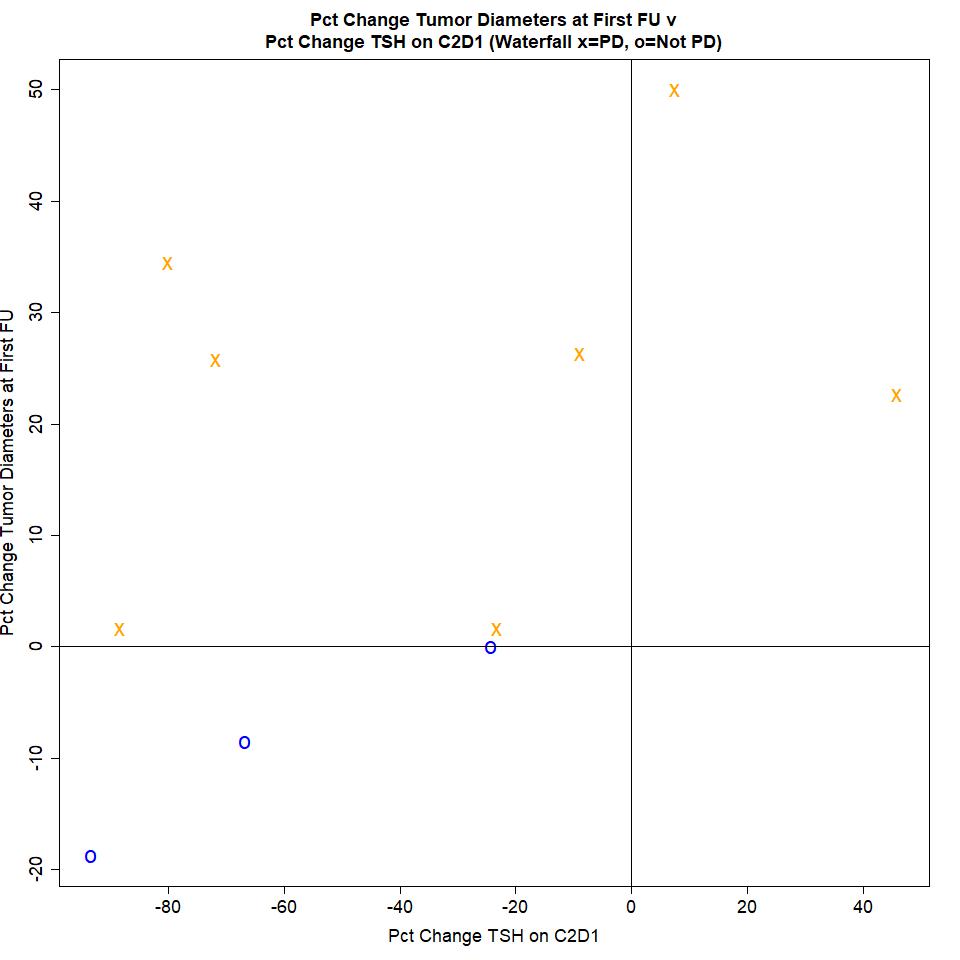 Pct Change Tumor Diameters at First FU v
Pct Change TSH on C2D1 (Waterfall x=PD, o=Not PD)
Pct Change Tumor Diameters at First FU
50
40
30
20
10
0
-10
-20
X
X
X
X
X
X
X
O
O
O
-80 -60 -40 -20 0 20 40
Pct Change TSH on C2D1